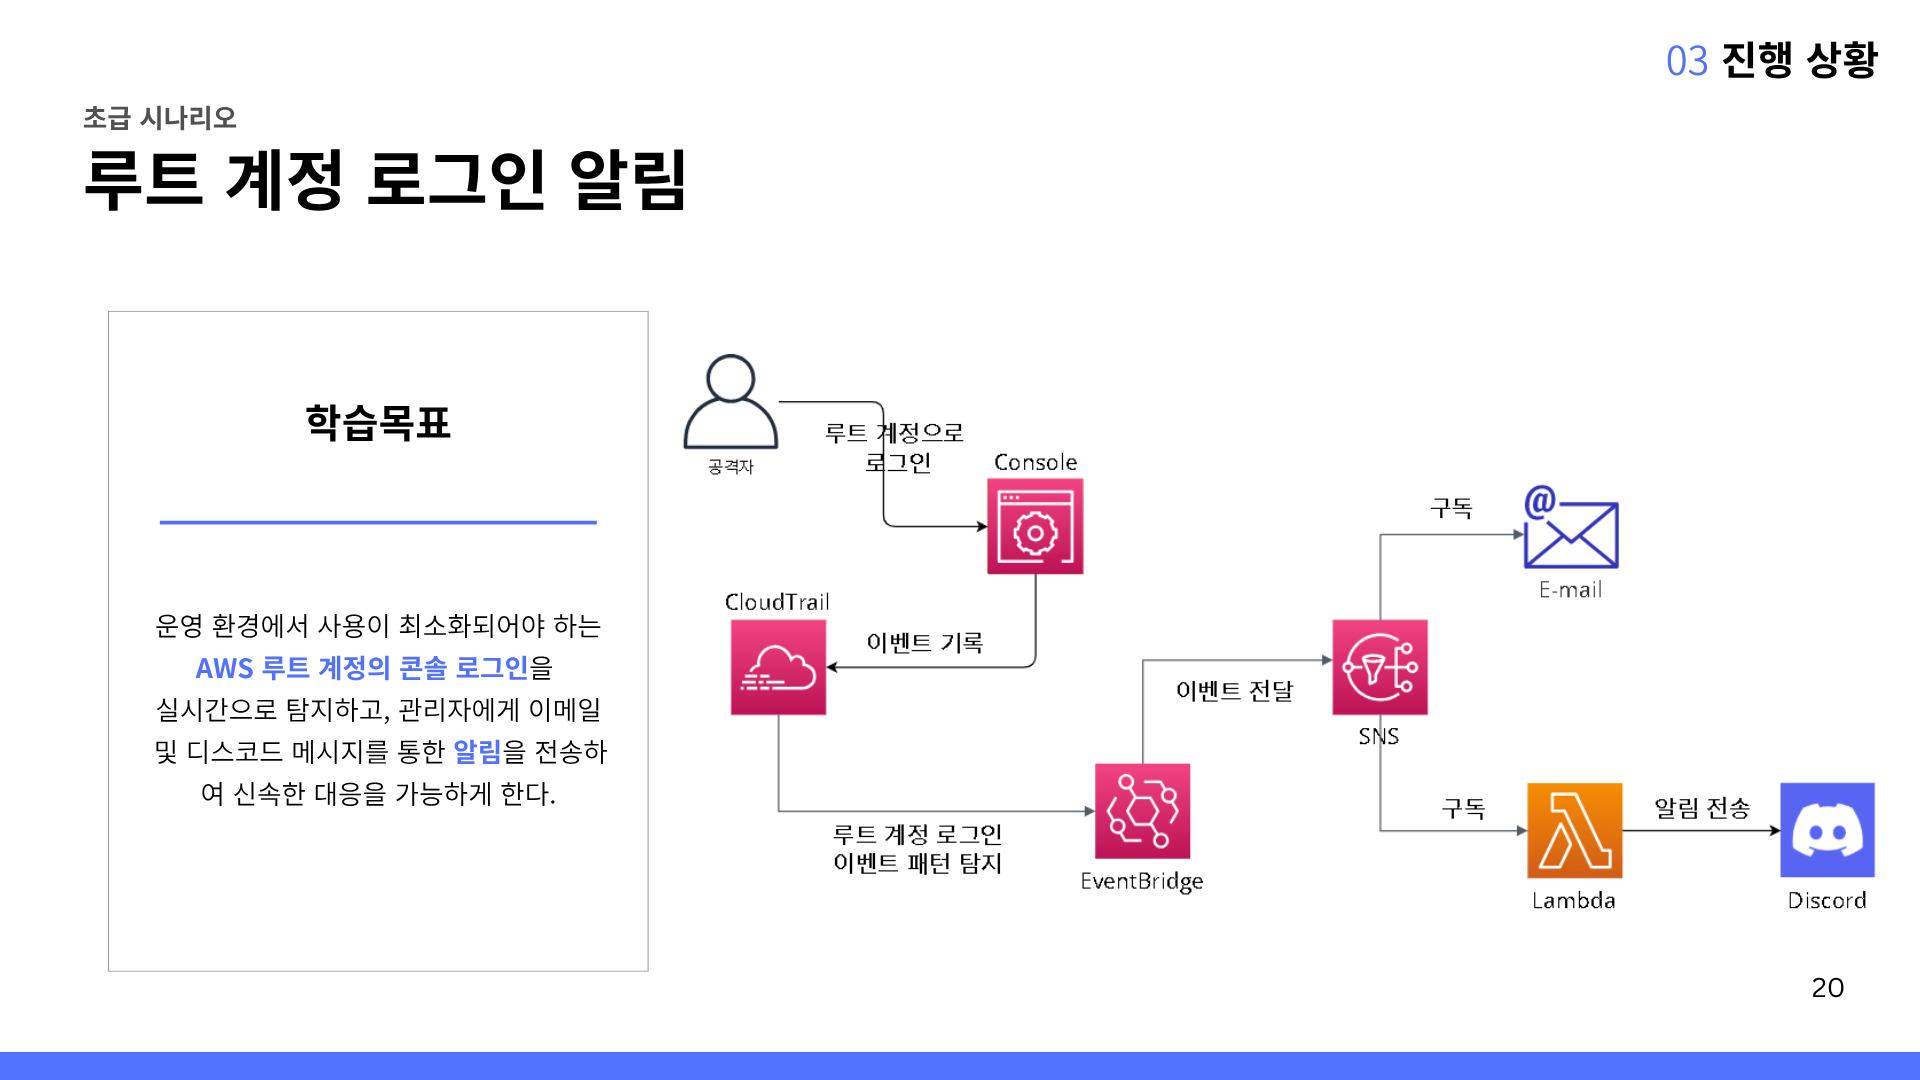 03 진행 상황
초급 시나리오
루트 계정 로그인 알림
학습목표
운영 환경에서 사용이 최소화되어야 하는
AWS 루트 계정의 콘솔 로그인을
실시간으로 탐지하고, 관리자에게 이메일
및 디스코드 메시지를 통한 알림을 전송하
여 신속한 대응을 가능하게 한다.
공격자
루트 계정으로
로그인
Console
CloudTrail
이벤트 기록
루트 계정 로그인
이벤트 패턴 탐지
EventBridge
이벤트 전달
SNS
구독
@
E-mail
구독
Lambda
알림 전송
Discord
20